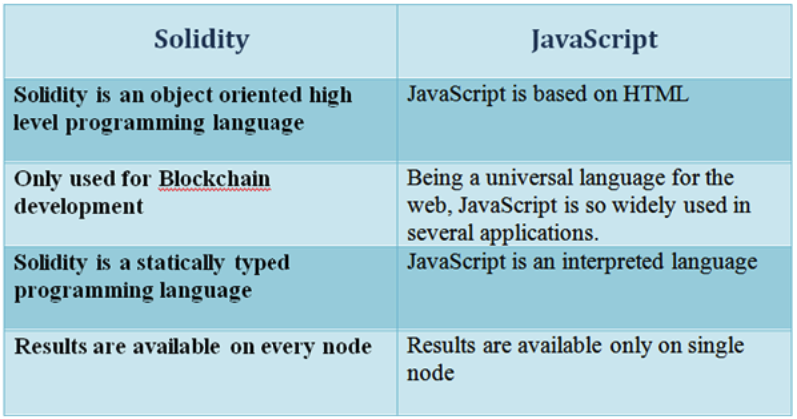 Solidity
JavaScript
Solidity is an object oriented high
level programming language
JavaScript is based on HTML
Only used for Blockchain
development
Being a universal language for the
web, JavaScript is so widely used in
several applications.
Solidity is a statically typed
programming language
JavaScript is an interpreted language
Results are available on every node
Results are available only on single
node